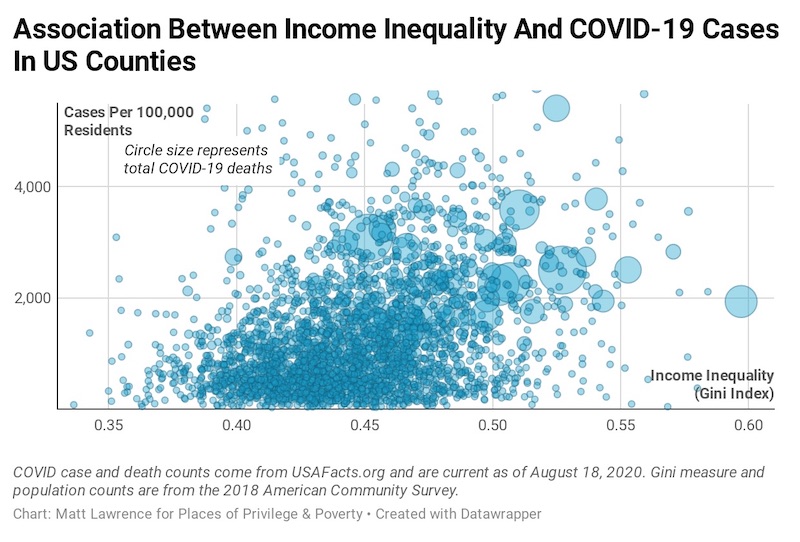 Association Between Income Inequality And COVID-19 Cases
In US Counties
Cases Per 100,000
Residents
Circle size represents
total COVID-19 deaths
4,000
2,000
Income Inequality
(Gini Index)
0.35 0.40 0.45 0.50 0.55 0.60
COVID case and death counts come from USAFacts.org and are current as of August 18, 2020. Gini measure and
population counts are from the 2018 American Community Survey.
Chart: Matt Lawrence for Places of Privilege & Poverty • Created with Datawrapper